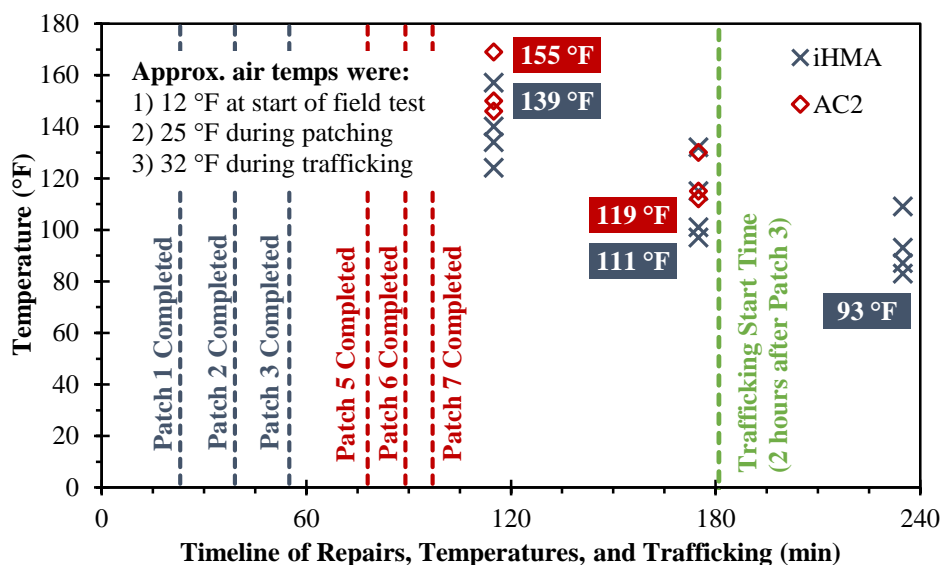 180
160
140
120
100
80
60
40
20
0
Temperature (°F)
Approx. air temps were:
1) 12 °F at start of field test
2) 25 °F during patching
3) 32 °F during trafficking
155 °F
139 °F
119 °F
111 °F
93 °F
iHMA
AC2
Patch 1 Completed
Patch 2 Completed
Patch 3 Completed
Patch 5 Completed
Patch 6 Completed
Patch 7 Completed
Trafficking Start Time
(2 hours after Patch 3)
0
60
120
180
240
Timeline of Repairs, Temperatures, and Trafficking (min)